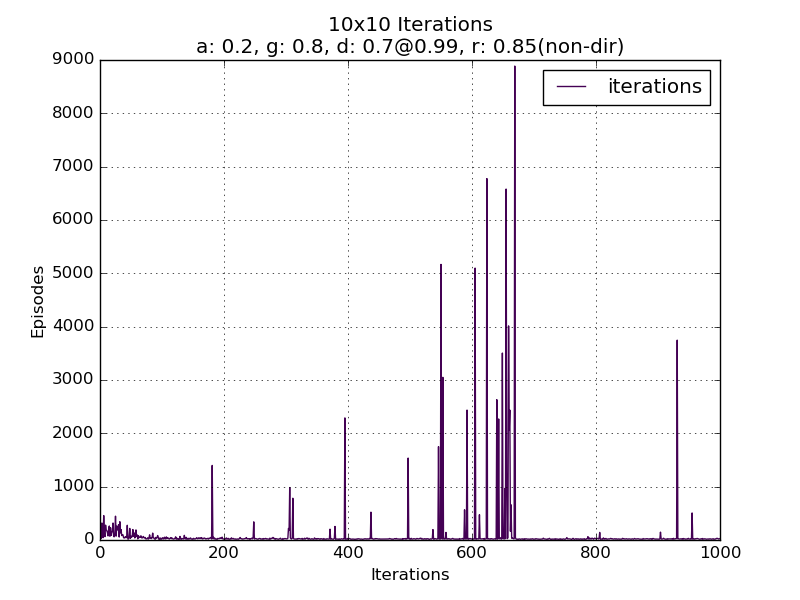 10x10 Iterations
a: 0.2, g: 0.8, d: 0.7@0.99, r: 0.85(non-dir)
iterations
9000
8000
7000
6000
5000
4000
3000
2000
1000
0
Episodes
0 200 400 600 800 1000
Iterations